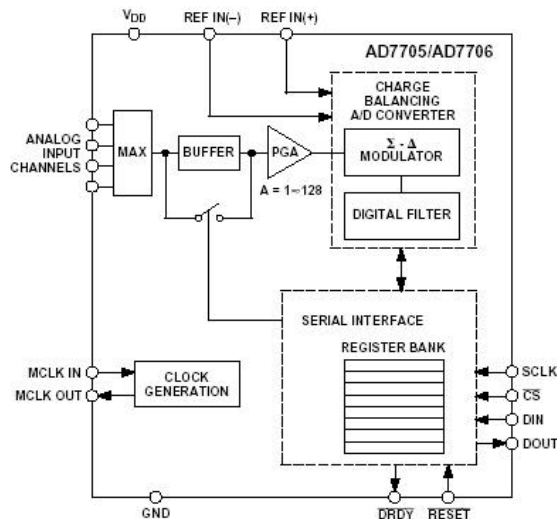 VDD
REF IN(–)
REF IN(+)
AD7705/AD7706
CHARGE
BALANCING
A/D CONVERTER
ANALOG
INPUT
CHANNELS
MAX
BUFFER
PGA
A = 1≈128
Σ - Δ
MODULATOR
DIGITAL FILTER
SERIAL INTERFACE
REGISTER BANK
MCLK IN
MCLK OUT
CLOCK
GENERATION
SCLK
CS
DIN
DOUT
GND
DRDY
RESET